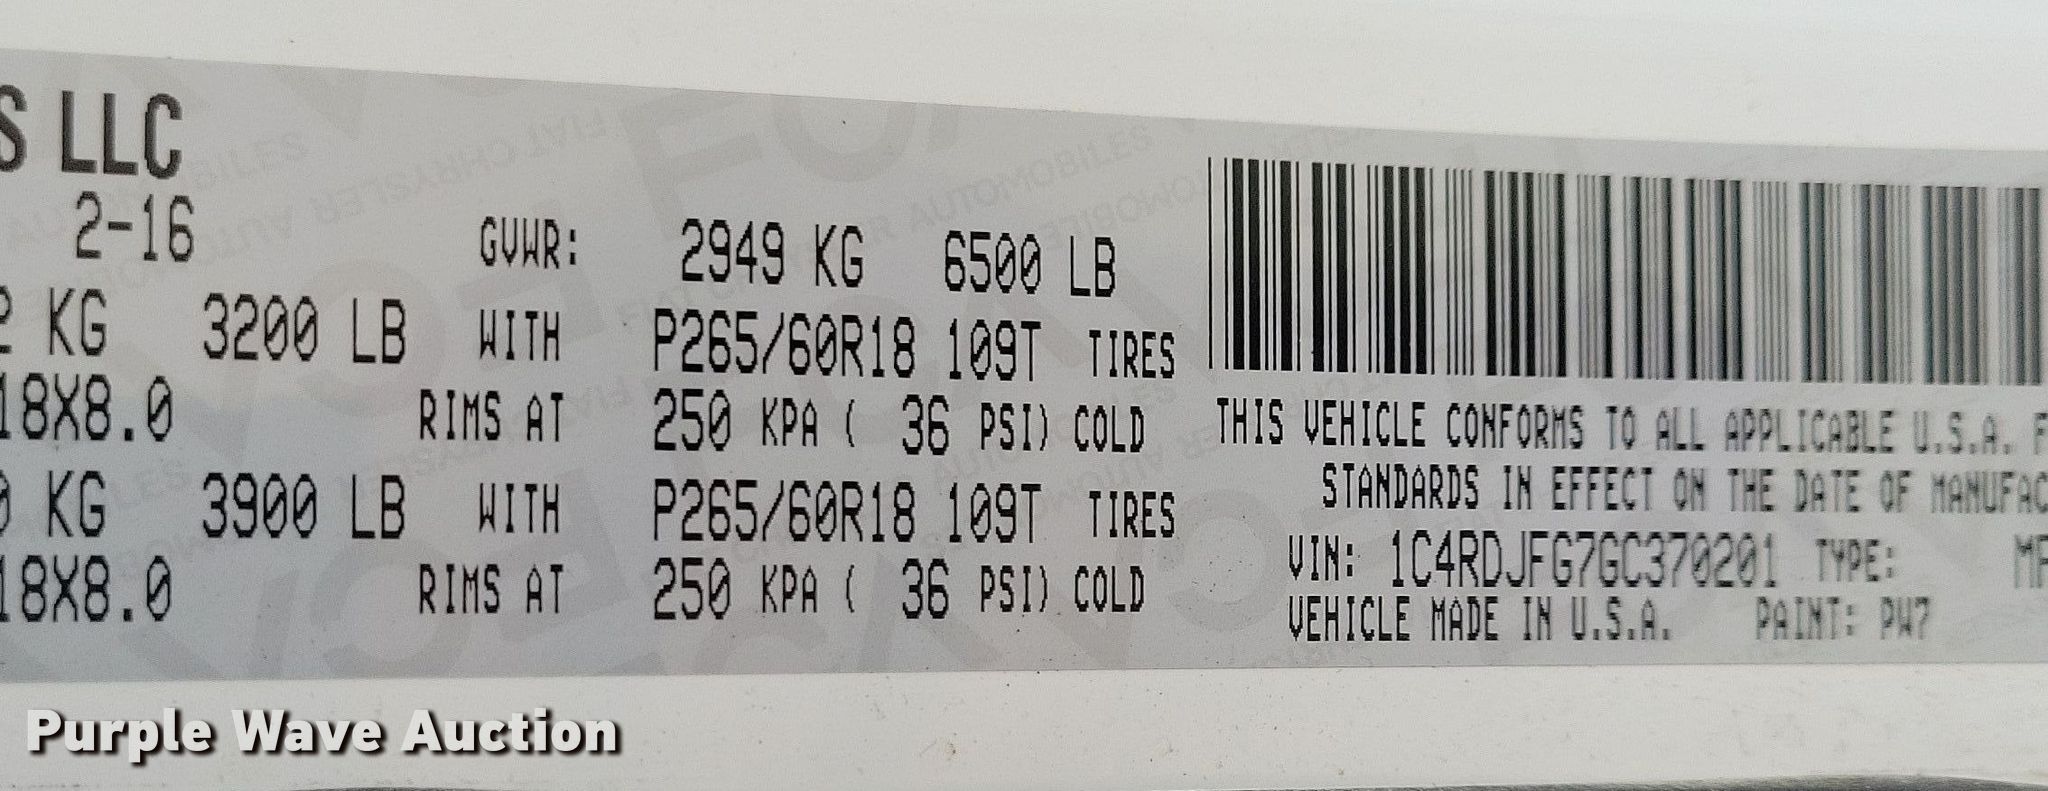 S LLC
2-16 GVWR: 2949 KG 6500 LB
KG 3200 LB WITH P265/60R18 109T TIRES
18X8.0 RIMS AT 250 KPA ( 36 PSI) COLD
KG 3900 LB WITH P265/60R18 109T TIRES
18X8.0 RIMS AT 250 KPA ( 36 PSI) COLD
THIS VEHICLE CONFORMS TO ALL APPLICABLE U.S.A. F
STANDARDS IN EFFECT ON THE DATE OF MANUFAC
VIN: 1C4RDJFG7GC370201 TYPE: MP
VEHICLE MADE IN U.S.A. PAINT: PW7
Purple Wave Auction